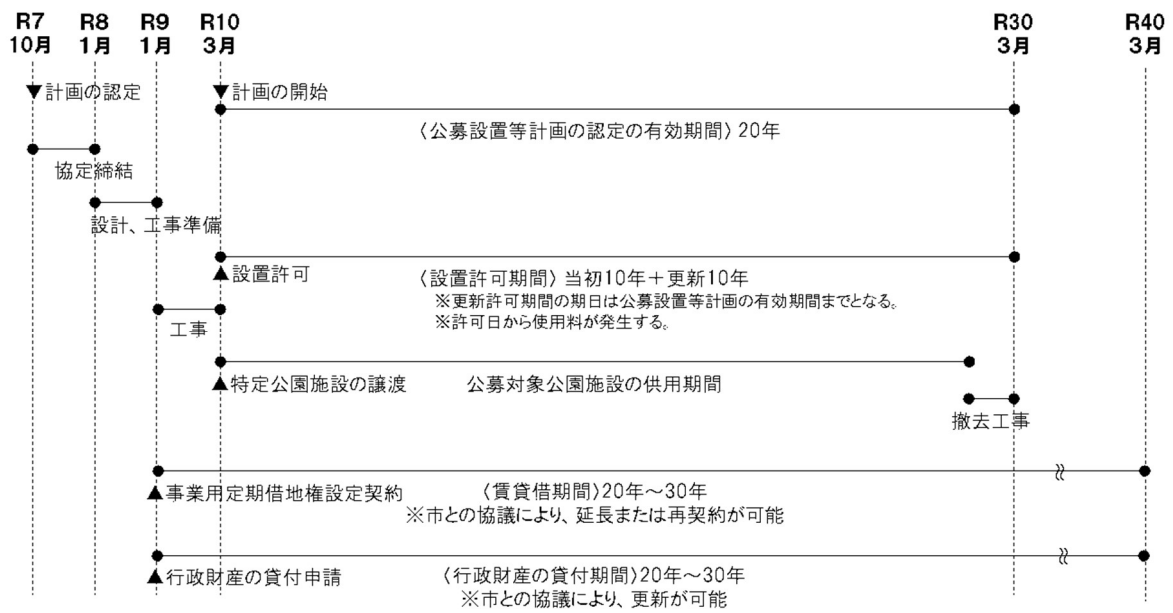 R7 R8 R9 R10 R30 R40
10月 1月 1月 3月 3月 3月
▼計画の認定 ▼計画の開始
〈公募設置等計画の認定の有効期間〉20年
協定締結
設計、工事準備
▲設置許可 〈設置許可期間〉当初10年＋更新10年
※更新許可期間の期日は公募設置等計画の有効期間までとなる。
※許可日から使用料が発生する。
工事
▲特定公園施設の譲渡 公募対象公園施設の供用期間
撤去工事
▲事業用定期借地権設定契約 〈賃貸借期間〉20年～30年
※市との協議により、延長または再契約が可能
▲行政財産の貸付申請 〈行政財産の貸付期間〉20年～30年
※市との協議により、更新が可能